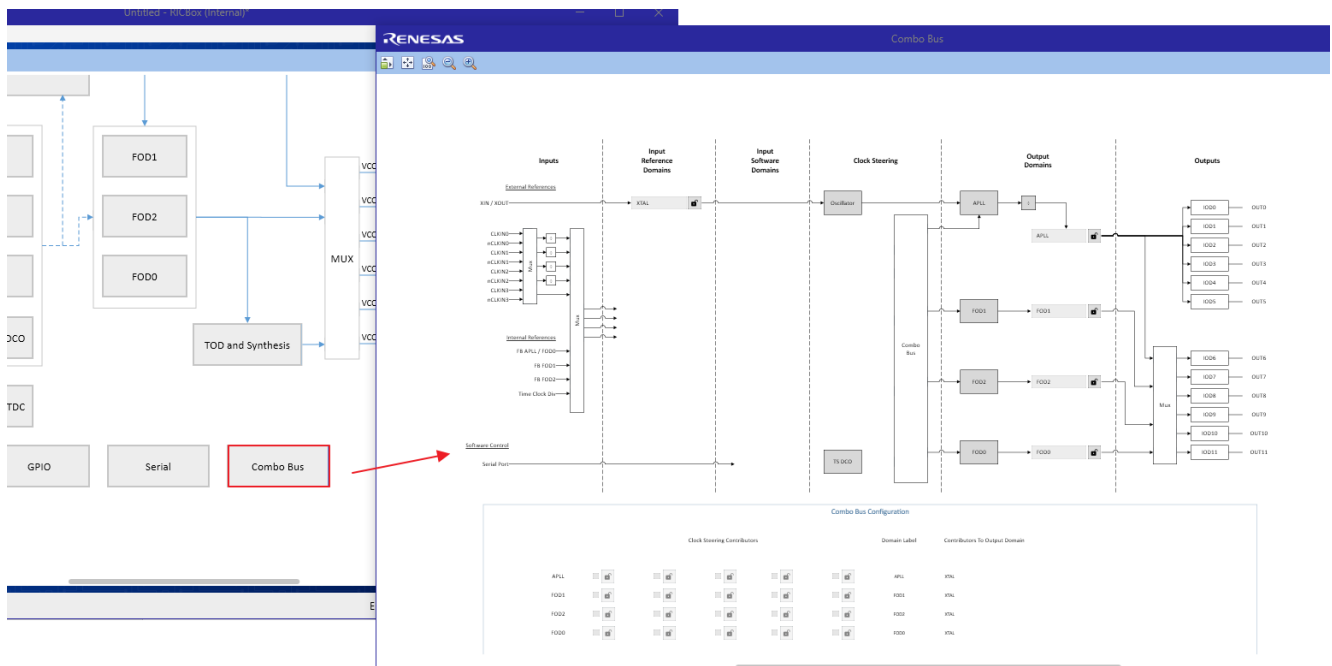 Untitled - RICBox (Internal)*
FOD1
FOD2
FOD0
VCC
VCC
VCC
VCC
VCC
VCC
MUX
DCO
TOD and Synthesis
TDC
GPIO
Serial
Combo Bus
E
RENESAS
Combo Bus
Inputs
Input
Reference
Domains
Input
Software
Domains
Clock Steering
Output
Domains
Outputs
External References
XIN / XOUT
XTAL
Oscillator
APLL
APLL
CLKIN0
nCLKIN0
CLKIN1
nCLKIN1
CLKIN2
nCLKIN2
CLKIN3
nCLKIN3
Mux
Mux
Internal References
FB APLL / FOD0
FB FOD1
FB FOD2
Time Clock Div
Software Control
Serial Port
TS DCO
Combo
Bus
FOD1
FOD1
FOD2
FOD2
FOD0
FOD0
IOD0 OUT0
IOD1 OUT1
IOD2 OUT2
IOD3 OUT3
IOD4 OUT4
IOD5 OUT5
Mux
IOD6 OUT6
IOD7 OUT7
IOD8 OUT8
IOD9 OUT9
IOD10 OUT10
IOD11 OUT11
Combo Bus Configuration
Clock Steering Contributors Domain Label Contributors To Output Domain
APLL APLL XTAL
FOD1 FOD1 XTAL
FOD2 FOD2 XTAL
FOD0 FOD0 XTAL